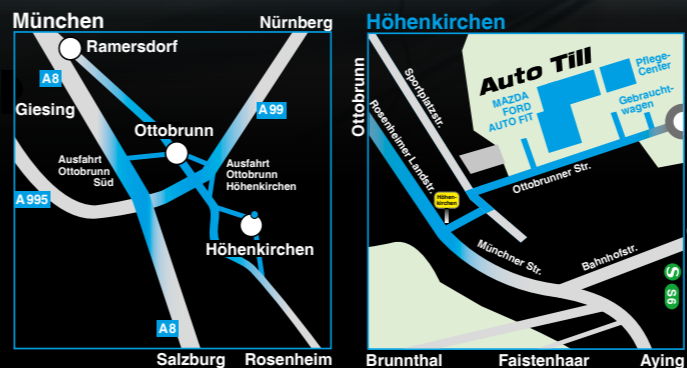 München
Nürnberg
Ramersdorf
A8
A99
Giesing
Ottobrunn
Ausfahrt
Ottobrunn
Süd
Ausfahrt
Ottobrunn
Höhenkirchen
A995
Höhenkirchen
A8
Salzburg
Rosenheim
Höhenkirchen
Ottobrunn
Sportplatzstr.
Rosenheimer Landstr.
Auto Till
MAZDA
FORD
AUTO FIT
Pflege-
Center
Gebraucht-
wagen
Ottobrunner Str.
Höhen-
kirchen
Münchner Str.
Bahnhofstr.
S
S6
Brunnthal
Faistenhaar
Aying